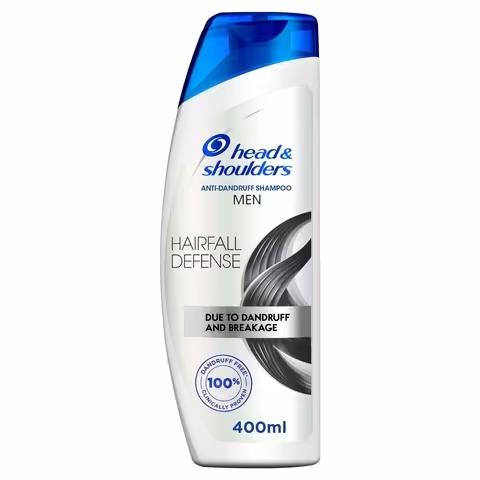 head&
shoulders
ANTI-DANDRUFF SHAMPOO
MEN
HAIRFALL
DEFENSE
DUE TO DANDRUFF
AND BREAKAGE
DANDRUFF FREE*
100%
CLINICALLY PROVEN
400ml